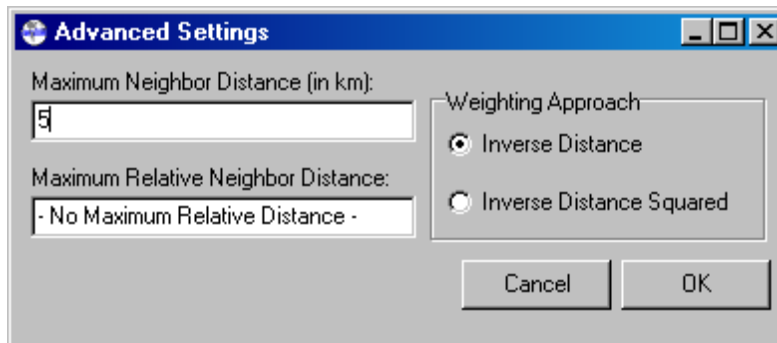 Advanced Settings
Maximum Neighbor Distance (in km):
5
Maximum Relative Neighbor Distance:
- No Maximum Relative Distance -
Weighting Approach
Inverse Distance
Inverse Distance Squared
Cancel
OK